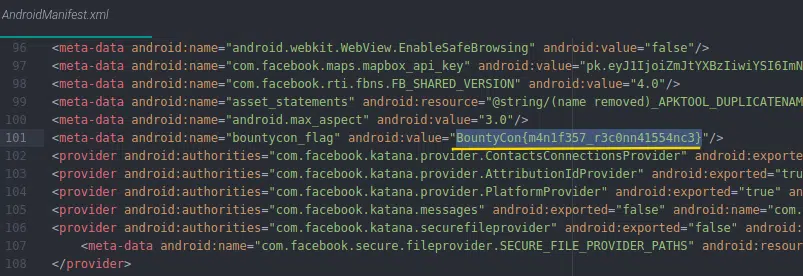 AndroidManifest.xml
96 <meta-data android:name="android.webkit.WebView.EnableSafeBrowsing" android:value="false"/>
97 <meta-data android:name="com.facebook.maps.mapbox_api_key" android:value="pk.eyJ1IjoiZmJtYXBzIiwiYSI6ImN
98 <meta-data android:name="com.facebook.rti.fbns.FB_SHARED_VERSION" android:value="4.0"/>
99 <meta-data android:name="asset_statements" android:resource="@string/(name removed)_APKTOOL_DUPLICATENAM
100 <meta-data android:name="android.max_aspect" android:value="3.0"/>
101 <meta-data android:name="bountycon_flag" android:value="BountyCon{m4n1f357_r3c0nn41554nc3}"/>
102 <provider android:authorities="com.facebook.katana.provider.ContactsConnectionsProvider" android:exported
103 <provider android:authorities="com.facebook.katana.provider.AttributionIdProvider" android:exported="tru
104 <provider android:authorities="com.facebook.katana.provider.PlatformProvider" android:exported="true" an
105 <provider android:authorities="com.facebook.katana.messages" android:exported="false" android:name="com.
106 <provider android:authorities="com.facebook.katana.securefileprovider" android:exported="false" android:
107 <meta-data android:name="com.facebook.secure.fileprovider.SECURE_FILE_PROVIDER_PATHS" android:resour
108 </provider>